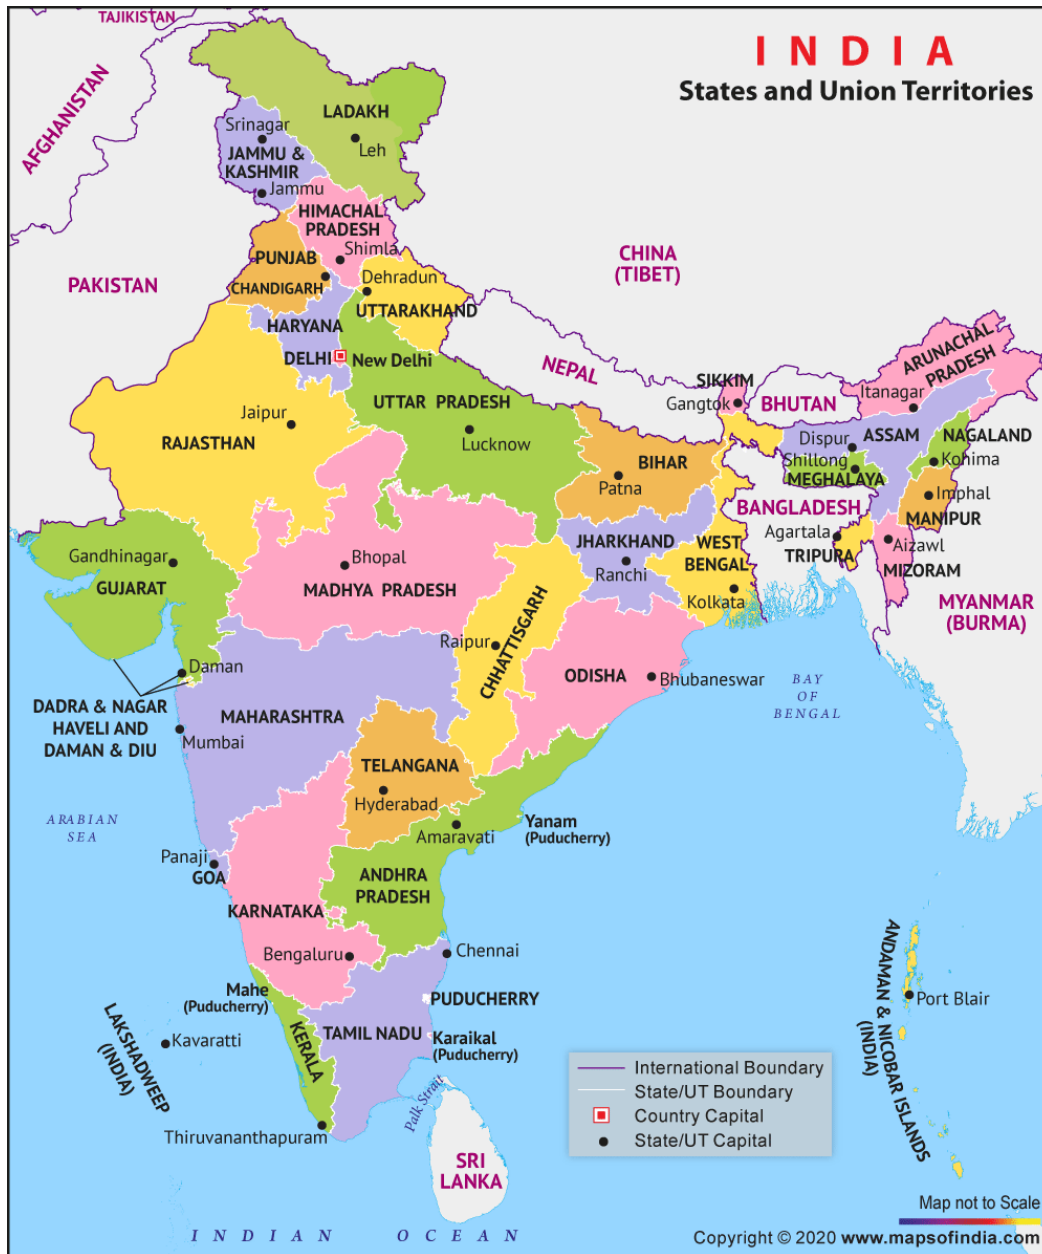 INDIA
States and Union Territories
TAJIKISTAN
AFGHANISTAN
PAKISTAN
CHINA
(TIBET)
NEPAL
BHUTAN
BANGLADESH
MYANMAR
(BURMA)
SRI
LANKA
LADAKH
Leh
Srinagar
JAMMU &
KASHMIR
Jammu
HIMACHAL
PRADESH
Shimla
PUNJAB
CHANDIGARH
Dehradun
UTTARAKHAND
HARYANA
DELHI
New Delhi
UTTAR PRADESH
Lucknow
Jaipur
RAJASTHAN
BIHAR
Patna
SIKKIM
Gangtok
ARUNACHAL
PRADESH
Itanagar
Dispur
ASSAM
NAGALAND
Kohima
Shillong
MEGHALAYA
Imphal
MANIPUR
Agartala
TRIPURA
Aizawl
MIZORAM
Gandhinagar
GUJARAT
Bhopal
MADHYA PRADESH
JHARKHAND
Ranchi
WEST
BENGAL
Kolkata
Raipur
CHHATTISGARH
ODISHA
Bhubaneswar
Daman
DADRA & NAGAR
HAVELI AND
DAMAN & DIU
MAHARASHTRA
Mumbai
TELANGANA
Hyderabad
BAY
OF
BENGAL
ARABIAN
SEA
Amaravati
Yanam
(Puducherry)
Panaji
GOA
ANDHRA
PRADESH
KARNATAKA
Bengaluru
Chennai
Mahe
(Puducherry)
PUDUCHERRY
KERALA
TAMIL NADU
Karaikal
(Puducherry)
LAKSHADWEEP
(INDIA)
Kavaratti
Thiruvananthapuram
Palk Strait
ANDAMAN & NICOBAR ISLANDS
(INDIA)
Port Blair
International Boundary
State/UT Boundary
Country Capital
State/UT Capital
INDIAN OCEAN
Map not to Scale
Copyright © 2020 www.mapsofindia.com